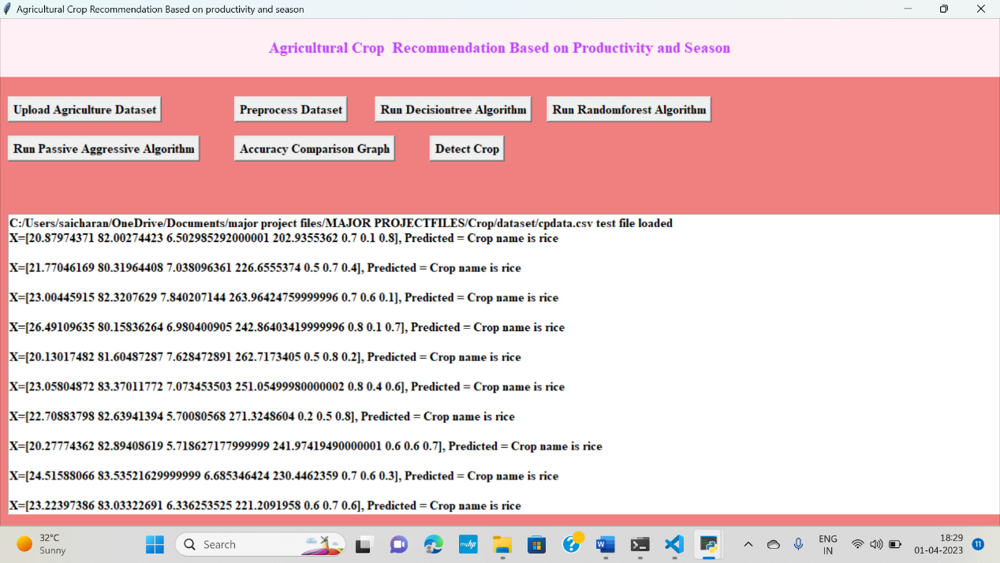 Agricultural Crop Recommendation Based on productivity and season
Agricultural Crop  Recommendation Based on Productivity and Season
Upload Agriculture Dataset
Preprocess Dataset
Run Decisiontree Algorithm
Run Randomforest Algorithm
Run Passive Aggressive Algorithm
Accuracy Comparison Graph
Detect Crop
C:/Users/saicharan/OneDrive/Documents/major project files/MAJOR PROJECTFILES/Crop/dataset/cpdata.csv test file loaded
X=[20.87974371 82.00274423 6.502985292000001 202.9355362 0.7 0.1 0.8], Predicted = Crop name is rice
X=[21.77046169 80.31964408 7.038096361 226.6555374 0.5 0.7 0.4], Predicted = Crop name is rice
X=[23.00445915 82.3207629 7.840207144 263.96424759999996 0.7 0.6 0.1], Predicted = Crop name is rice
X=[26.49109635 80.15836264 6.980400905 242.86403419999996 0.8 0.1 0.7], Predicted = Crop name is rice
X=[20.13017482 81.60487287 7.628472891 262.7173405 0.5 0.8 0.2], Predicted = Crop name is rice
X=[23.05804872 83.37011772 7.073453503 251.05499980000002 0.8 0.4 0.6], Predicted = Crop name is rice
X=[22.70883798 82.63941394 5.70080568 271.3248604 0.2 0.5 0.8], Predicted = Crop name is rice
X=[20.27774362 82.89408619 5.718627177999999 241.97419490000001 0.6 0.6 0.7], Predicted = Crop name is rice
X=[24.51588066 83.53521629999999 6.685346424 230.4462359 0.7 0.6 0.3], Predicted = Crop name is rice
X=[23.22397386 83.03322691 6.336253525 221.2091958 0.6 0.7 0.6], Predicted = Crop name is rice
32°C
Sunny
Search
myhp
ENG
IN
18:29
01-04-2023
11